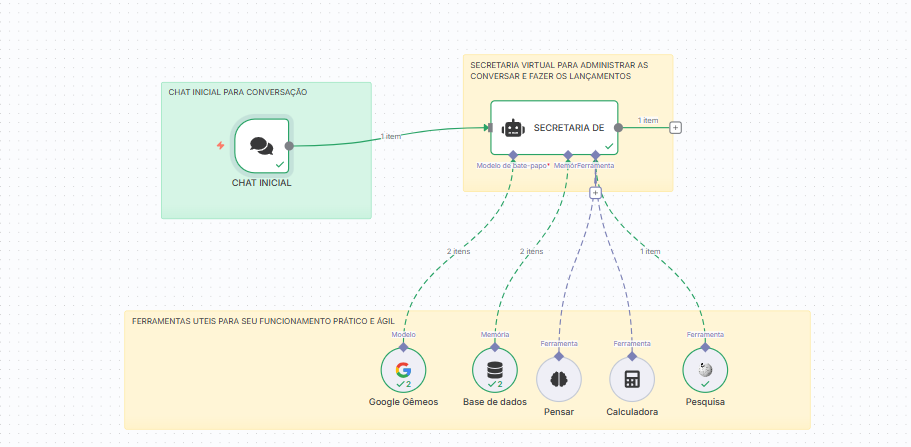 SECRETARIA VIRTUAL PARA ADMINISTRAR AS
CONVERSAR E FAZER OS LANÇAMENTOS
CHAT INICIAL PARA CONVERSAÇÃO
1 item
SECRETARIA DE
1 item
Modelo de bate-papo*
Memór
Ferramenta
CHAT INICIAL
2 itens
2 itens
1 item
FERRAMENTAS UTEIS PARA SEU FUNCIONAMENTO PRÁTICO E ÁGIL
Modelo
Memória
Ferramenta
Ferramenta
Ferramenta
2
2
Google Gêmeos
Base de dados
Pensar
Calculadora
Pesquisa